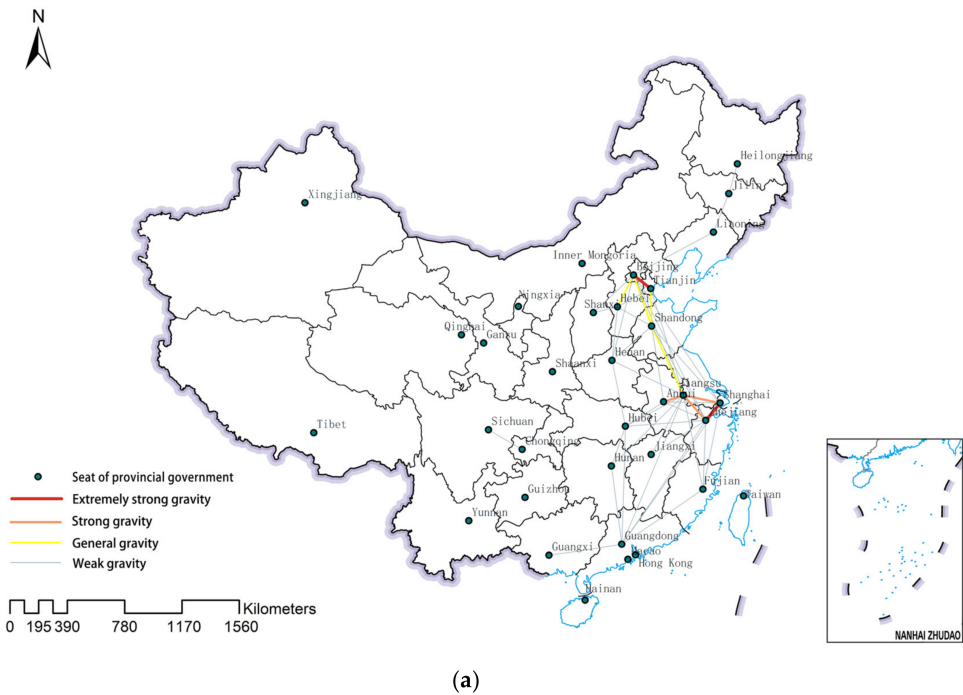 N
Heilongjiang
Jilin
Xingjiang
Liaoning
Inner Mongoria
Beijing
Tianjin
Ningxia
Shanxi
Hebei
Shandong
Qinghai
Gansu
Henan
Shaanxi
Jiangsu
Anhui
Shanghai
Zhejiang
Tibet
Sichuan
Hubei
Chongqing
Jiangxi
Hunan
Guizhou
Fujian
Taiwan
Yunnan
Guangdong
Guangxi
Macao
Hong Kong
Hainan
Seat of provincial government
Extremely strong gravity
Strong gravity
General gravity
Weak gravity
Kilometers
0 195 390 780 1170 1560
NANHAI ZHUDAO
(a)